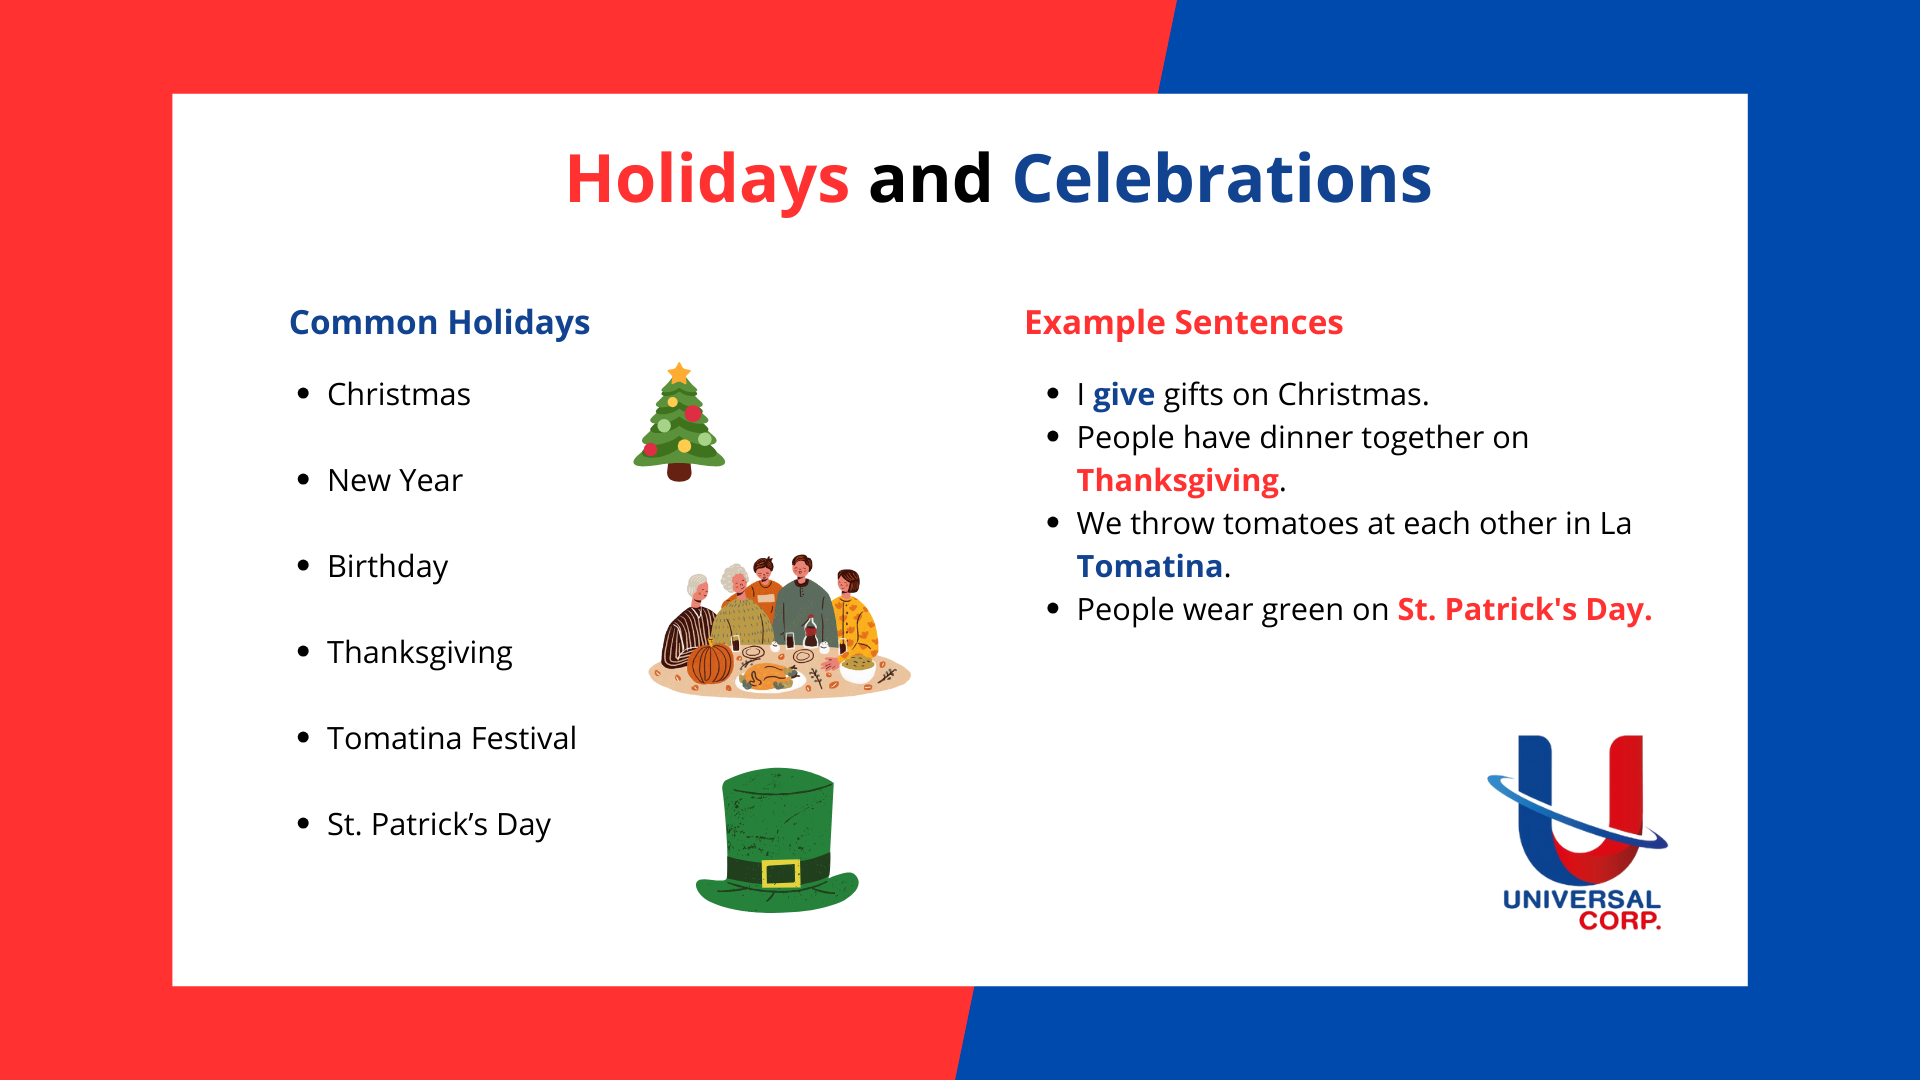 Holidays and Celebrations
Common Holidays
• Christmas
• New Year
• Birthday
• Thanksgiving
• Tomatina Festival
• St. Patrick’s Day
Example Sentences
• I give gifts on Christmas.
• People have dinner together on
Thanksgiving.
• We throw tomatoes at each other in La
Tomatina.
• People wear green on St. Patrick's Day.
UNIVERSAL
CORP.